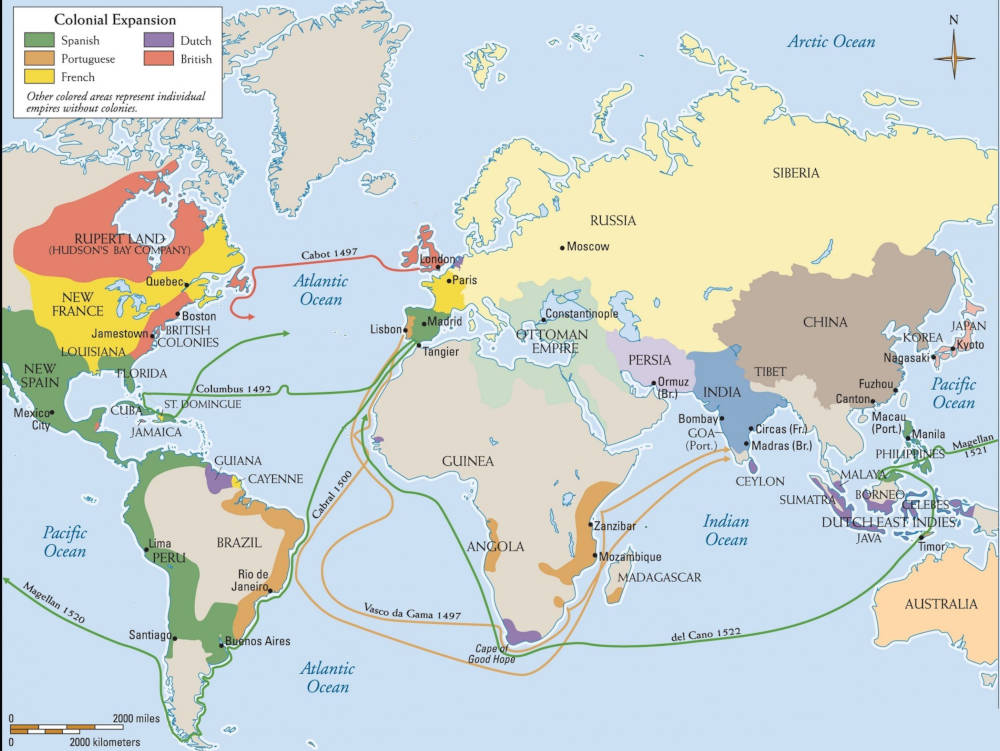 Colonial Expansion
Spanish
Dutch
Portuguese
British
French
Other colored areas represent individual
empires without colonies.
Arctic Ocean
N
SIBERIA
RUSSIA
Moscow
RUPERT LAND
(HUDSON'S BAY COMPANY)
Cabot 1497
London
Paris
Quebec
Atlantic
Ocean
NEW
FRANCE
Boston
Jamestown
BRITISH
COLONIES
LOUISIANA
Lisbon
Madrid
Constantinople
OTTOMAN
EMPIRE
Tangier
CHINA
KOREA
JAPAN
Kyoto
Nagasaki
PERSIA
TIBET
NEW
SPAIN
FLORIDA
Columbus 1492
Ormuz
(Br.)
INDIA
Fuzhou
Canton
Pacific
Ocean
Mexico
City
CUBA
ST. DOMINGUE
JAMAICA
Bombay
GOA
(Port.)
Circas (Fr.)
Madras (Br.)
Macau
(Port.)
Manila
PHILIPPINES
Magellan
1521
GUIANA
CAYENNE
GUINEA
CEYLON
MALAYA
SUMATRA
BORNEO
CELEBES
DUTCH EAST INDIES
JAVA
Timor
Cabral 1500
Pacific
Ocean
Lima
PERU
BRAZIL
ANGOLA
Zanzibar
Mozambique
MADAGASCAR
Indian
Ocean
Rio de
Janeiro
Magellan 1520
Vasco da Gama 1497
AUSTRALIA
Santiago
Buenos Aires
Cape of
Good Hope
del Cano 1522
Atlantic
Ocean
0
2000 miles
0
2000 kilometers